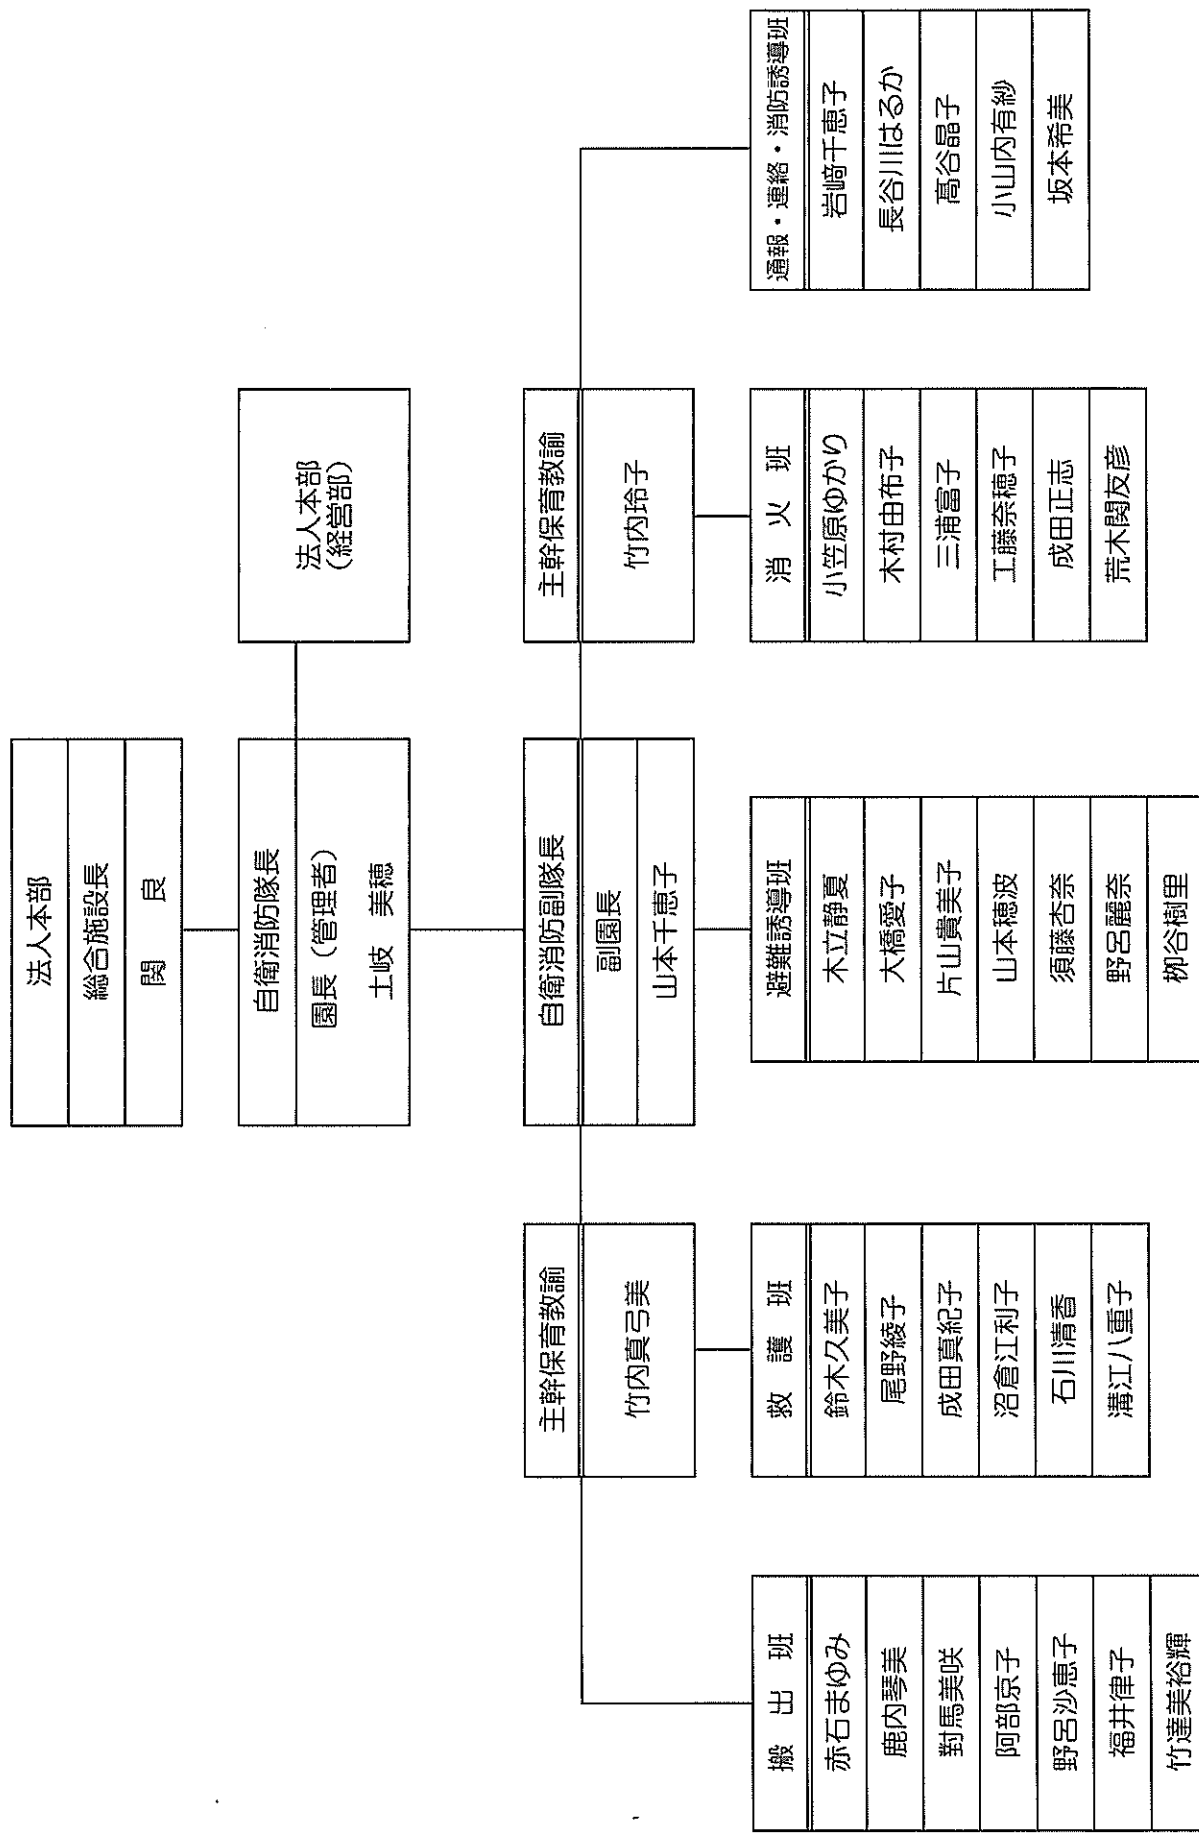 法人本部
総合施設長
関　良
自衛消防隊長
園長（管理者）
土岐　美穂
法人本部
（経営部）
自衛消防副隊長
副園長
山本千恵子
主幹保育教諭
竹内真弓美
主幹保育教諭
竹内玲子
搬　出　班
赤石まゆみ
鹿内琴美
對馬美咲
阿部京子
野呂沙恵子
福井律子
竹達美裕輝
救　護　班
鈴木久美子
尾野綾子
成田真紀子
沼倉江利子
石川清香
溝江八重子
避難誘導班
木立静夏
大橋愛子
片山貴美子
山本穂波
須藤杏奈
野呂麗奈
栁谷樹里
消　火　班
小笠原ゆかり
木村由布子
三浦富子
工藤奈穂子
成田正志
荒木関友彦
通報・連絡・消防誘導班
岩﨑千恵子
長谷川はるか
髙谷晶子
小山内有紗
坂本希美